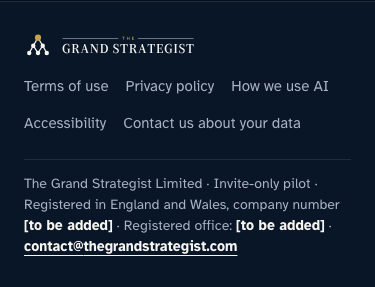 THE
GRAND STRATEGIST
Terms of use Privacy policy How we use AI
Accessibility Contact us about your data
The Grand Strategist Limited · Invite-only pilot ·
Registered in England and Wales, company number
[to be added] · Registered office: [to be added] ·
contact@thegrandstrategist.com